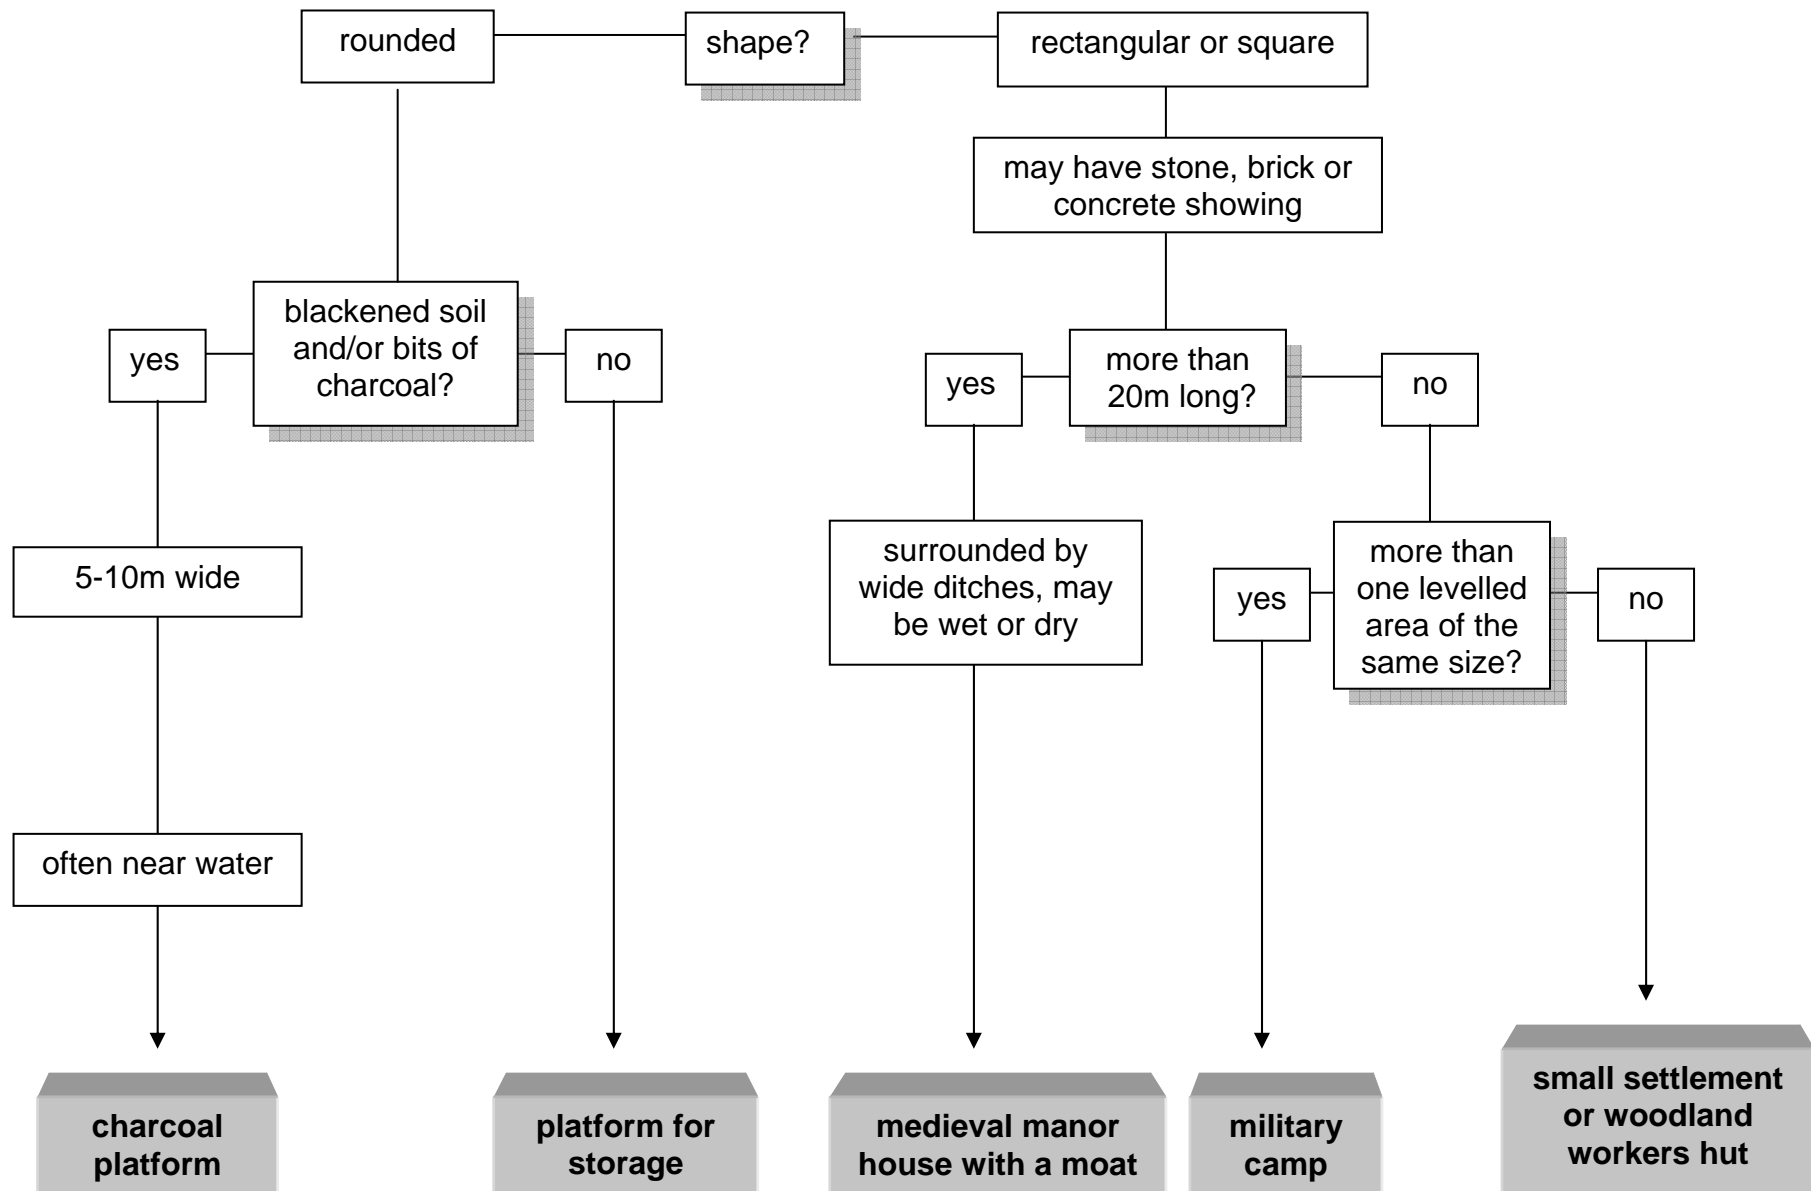 rounded
shape?
rectangular or square
may have stone, brick or
concrete showing
blackened soil
and/or bits of
charcoal?
yes
no
more than
20m long?
yes
no
5-10m wide
surrounded by
wide ditches, may
be wet or dry
more than
one levelled
area of the
same size?
yes
no
often near water
charcoal
platform
platform for
storage
medieval manor
house with a moat
military
camp
small settlement
or woodland
workers hut